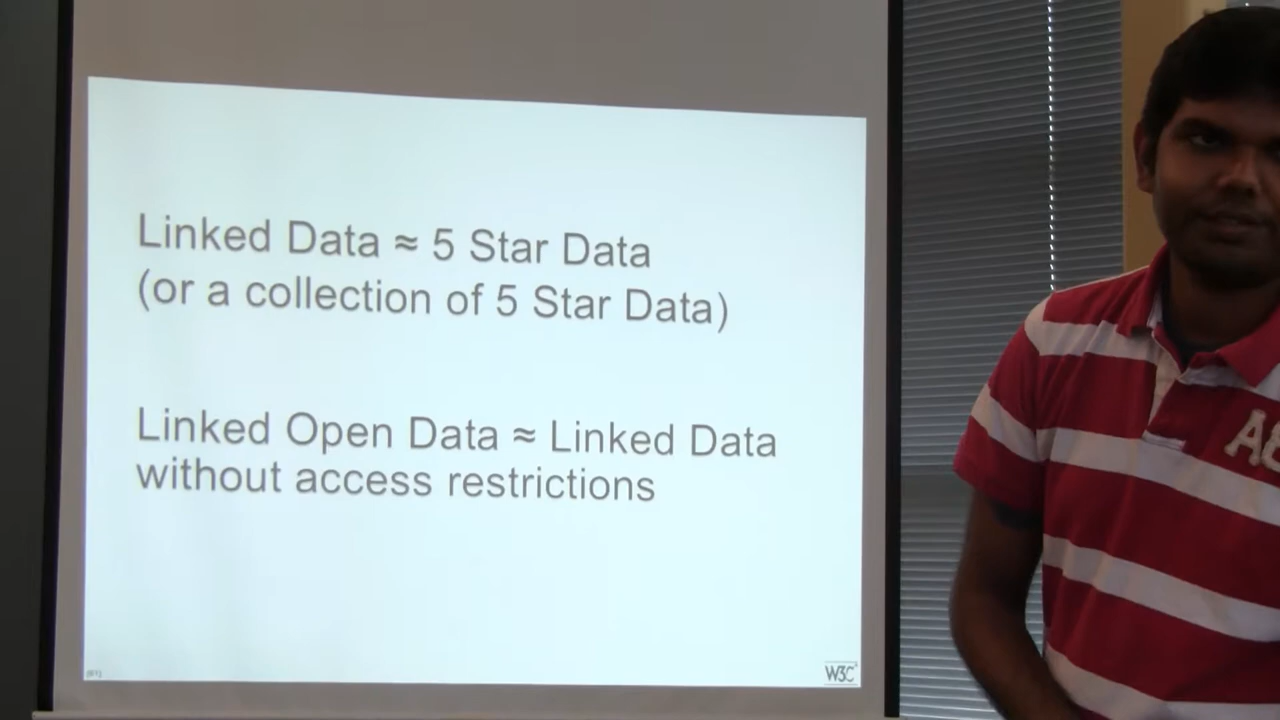 Linked Data ≈ 5 Star Data
(or a collection of 5 Star Data)
Linked Open Data ≈ Linked Data
without access restrictions
W3C